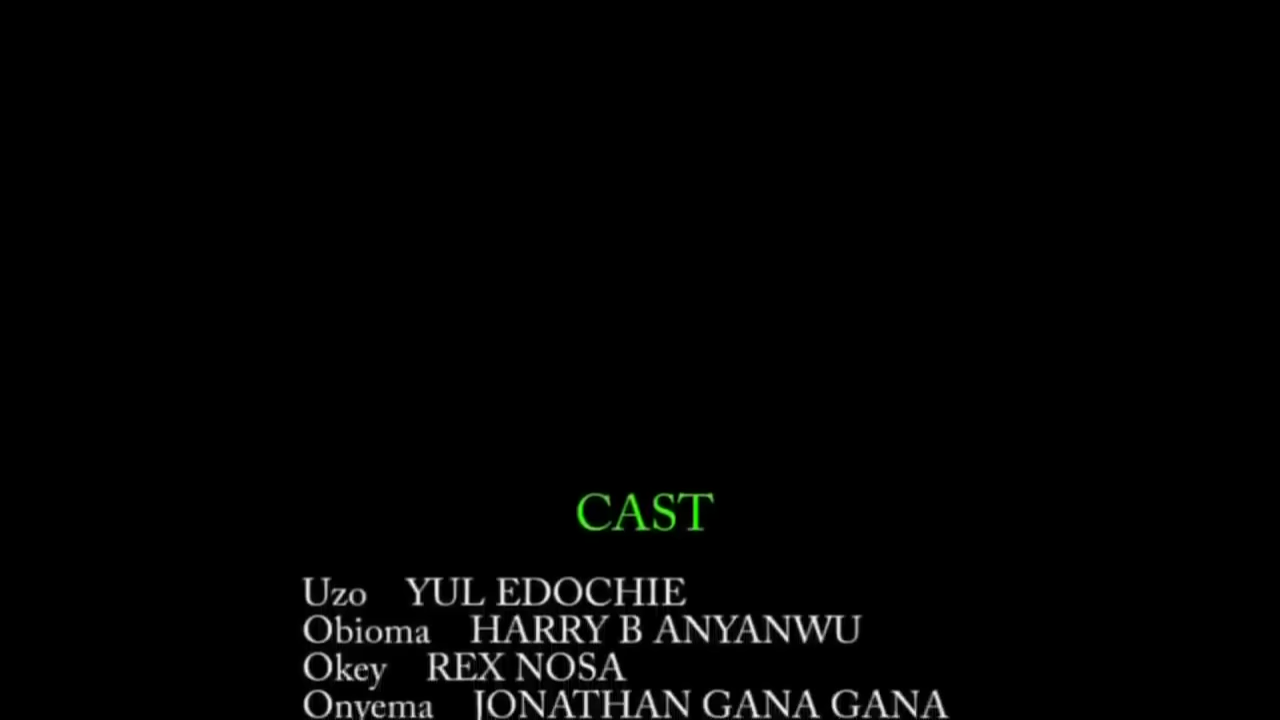 CAST
Uzo YUL EDOCHIE
Obioma HARRY B ANYANWU
Okey REX NOSA
Onyema JONATHAN GANA GANA